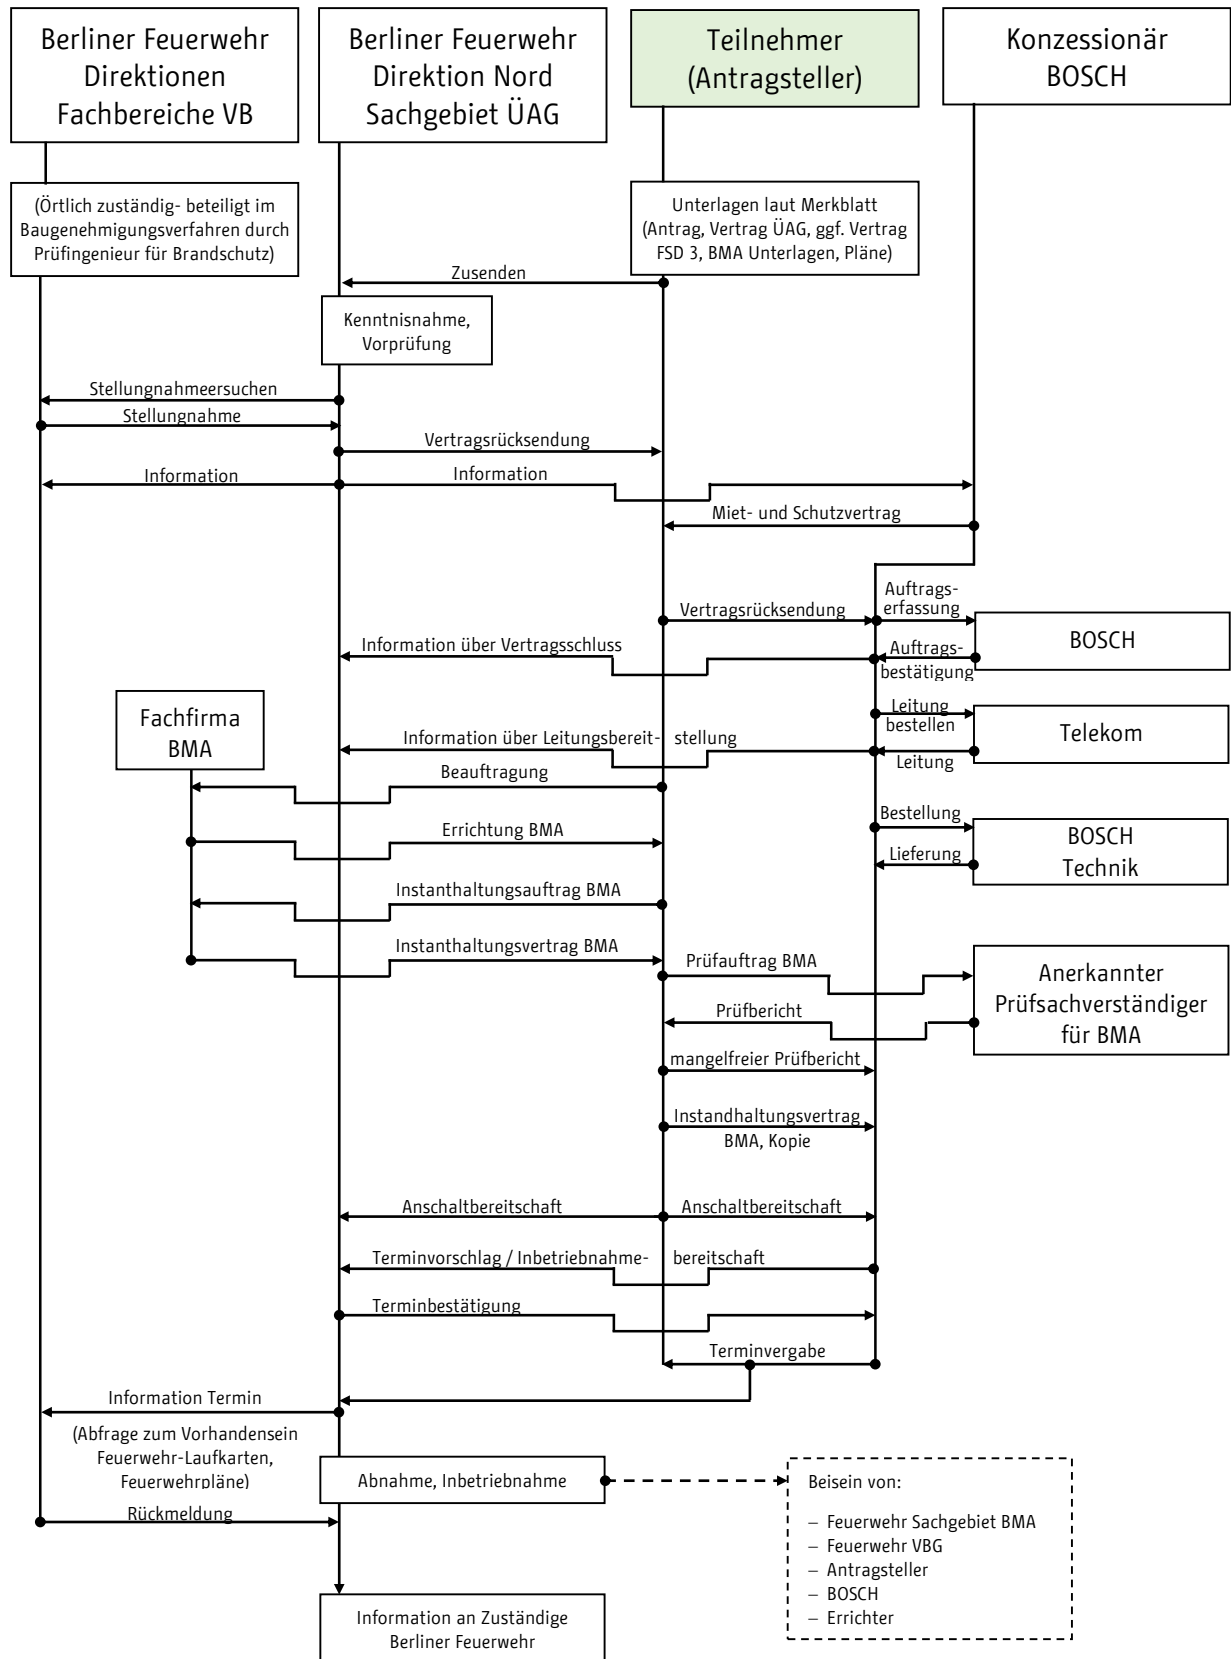 Berliner Feuerwehr
Direktionen
Fachbereiche VB
Berliner Feuerwehr
Direktion Nord
Sachgebiet ÜAG
Teilnehmer
(Antragsteller)
Konzessionär
BOSCH
(Örtlich zuständig- beteiligt im
Baugenehmigungsverfahren durch
Prüfingenieur für Brandschutz)
Unterlagen laut Merkblatt
(Antrag, Vertrag ÜAG, ggf. Vertrag
FSD 3, BMA Unterlagen, Pläne)
Zusenden
Kenntnisnahme,
Vorprüfung
Stellungnahmeersuchen
Stellungnahme
Vertragsrücksendung
Information
Information
Miet- und Schutzvertrag
Auftrags-
erfassung
Vertragsrücksendung
BOSCH
Information über Vertragsschluss
Auftrags-
bestätigung
Fachfirma
BMA
Leitung
bestellen
Telekom
Information über Leitungsbereit- stellung
Leitung
Beauftragung
Bestellung
Errichtung BMA
BOSCH
Technik
Lieferung
Instanthaltungsauftrag BMA
Instanthaltungsvertrag BMA
Prüfauftrag BMA
Anerkannter
Prüfsachverständiger
für BMA
Prüfbericht
mangelfreier Prüfbericht
Instandhaltungsvertrag
BMA, Kopie
Anschaltbereitschaft
Anschaltbereitschaft
Terminvorschlag / Inbetriebnahme- bereitschaft
Terminbestätigung
Terminvergabe
Information Termin
(Abfrage zum Vorhandensein
Feuerwehr-Laufkarten,
Feuerwehrpläne)
Abnahme, Inbetriebnahme
Beisein von:
– Feuerwehr Sachgebiet BMA
– Feuerwehr VBG
– Antragsteller
– BOSCH
– Errichter
Rückmeldung
Information an Zuständige
Berliner Feuerwehr